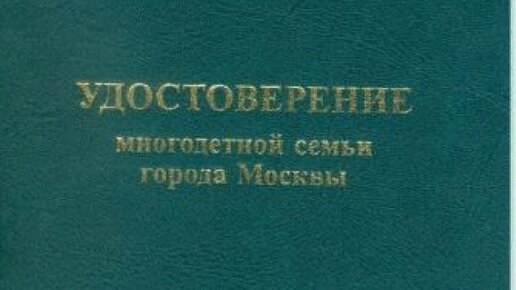 УДОСТОВЕРЕНИЕ
многодетной семьи
города Москвы